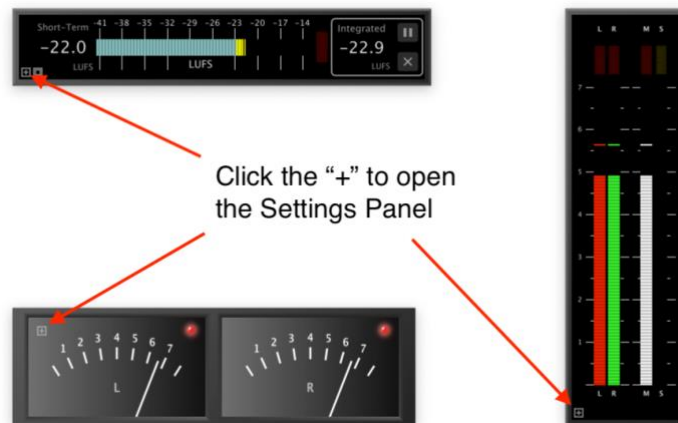 Short-Term -41 -38 -35 -32 -29 -26 -23 -20 -17 -14
-22.0
LUFS
LUFS
Integrated
-22.9
LUFS
L R M S
7
6
5
4
3
2
1
L R M S
Click the “+” to open
the Settings Panel
1 2 3 4 5 6 7
L
1 2 3 4 5 6 7
R